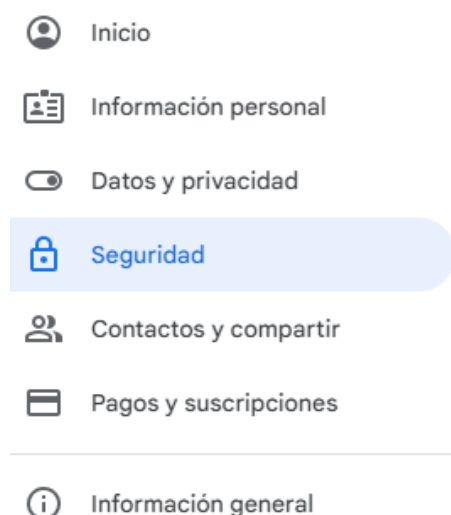 Inicio
Información personal
Datos y privacidad
Seguridad
Contactos y compartir
Pagos y suscripciones
Información general